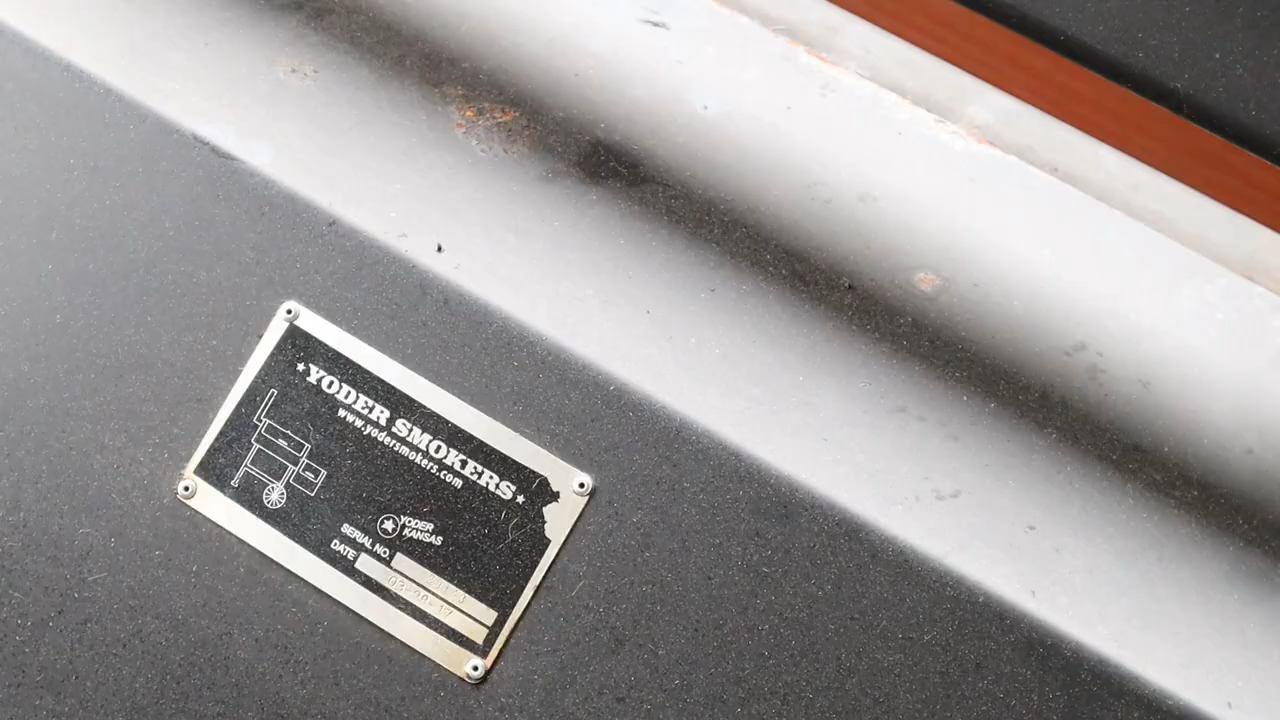 ★YODER SMOKERS★
www.yodersmokers.com
YODER
KANSAS
SERIAL NO.
DATE